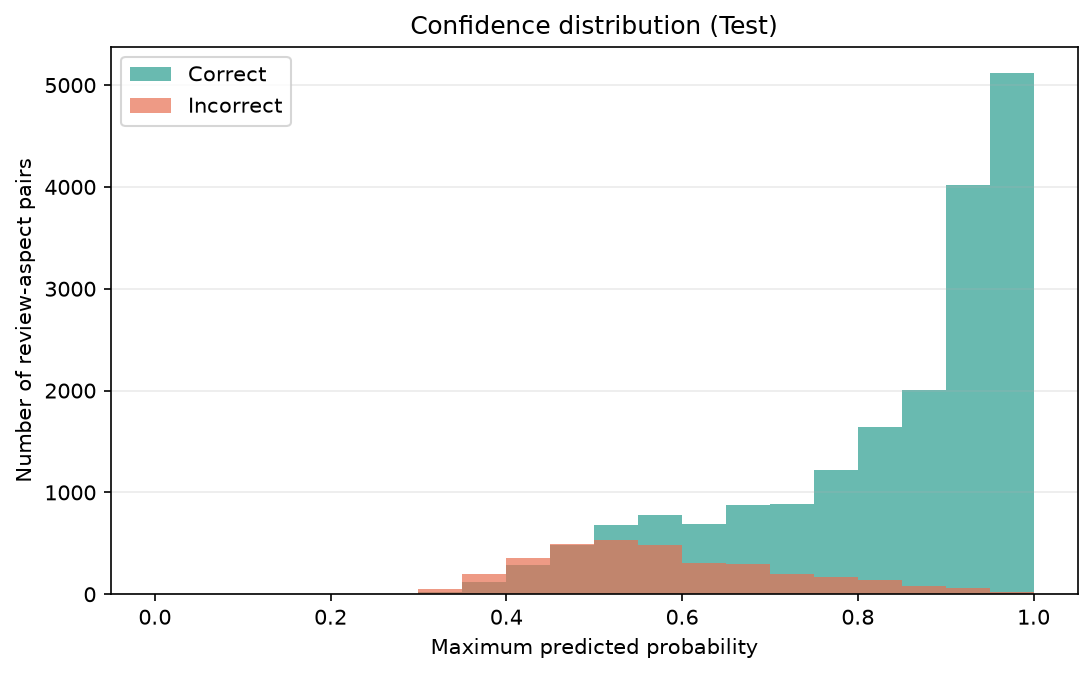 Confidence distribution (Test)
Correct
Incorrect
Number of review-aspect pairs
5000
4000
3000
2000
1000
0
0.0 0.2 0.4 0.6 0.8 1.0
Maximum predicted probability